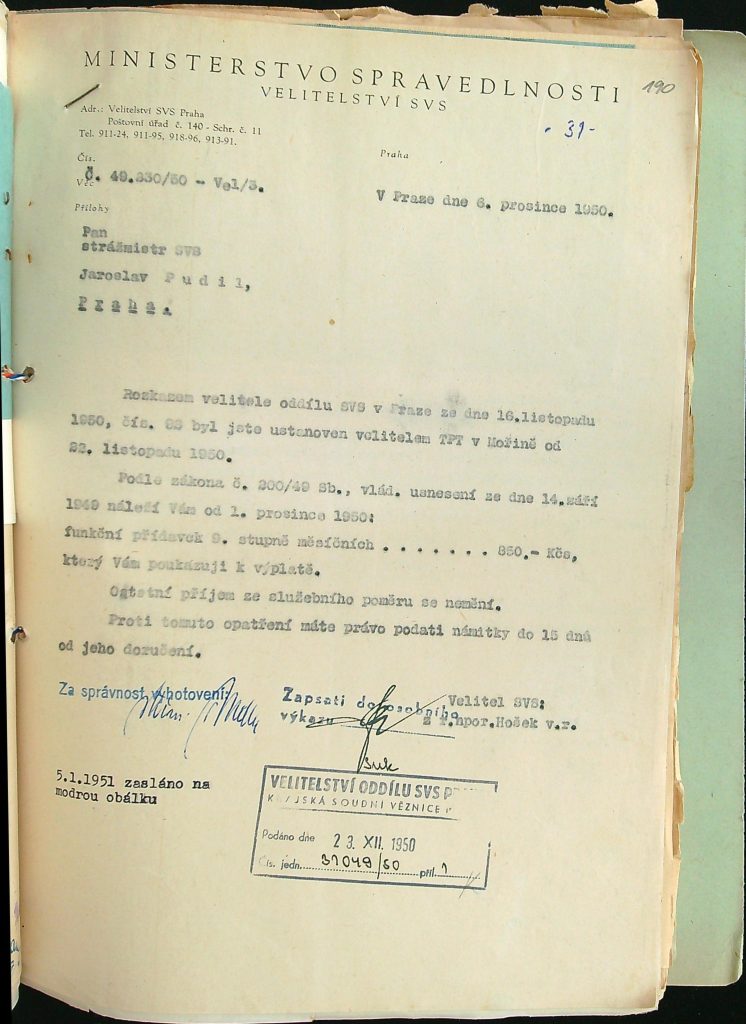 MINISTERSTVO SPRAVEDLNOSTI
VELITELSTVÍ SVS
190
- 31 -
Adr.: Velitelství SVS Praha
Poštovní úřad č. 140 - Schr. č. 11
Tel. 911-24, 911-95, 918-96, 913-91.
Praha
Čís.
Č. 49.330/50 - Vel/3.
Věc
V Praze dne 6. prosince 1950.
Přílohy
Pan
strážmistr SVS
Jaroslav Pudil,
Praha.
Rozkazem velitele oddílu SVS v Praze ze dne 16.listopadu
1950, čís. 92 byl jste ustanoven velitelem TPT v Mořině od
22. listopadu 1950.
Podle zákona č. 200/49 Sb., vlád. usnesení ze dne 14.září
1949 náleží Vám od 1. prosince 1950:
funkční přídavek 9. stupně měsíčních . . . . . . . 850.- Kčs,
který Vám poukazuji k výplatě.
Ostatní příjem ze služebního poměru se nemění.
Proti tomuto opatření máte právo podati námitky do 15 dnů
od jeho doručení.
Za správnost vyhotovení:
Zapsati do osobního
výkazu
Velitel SVS:
z r.npor.Hošek v.r.
Buk
5.1.1951 zasláno na
modrou obálku
VELITELSTVÍ ODDÍLU SVS
KRAJSKÁ SOUDNÍ VĚZNICE
Podáno dne 23. XII. 1950
Čís. jedn. 31049/50 příl. 1